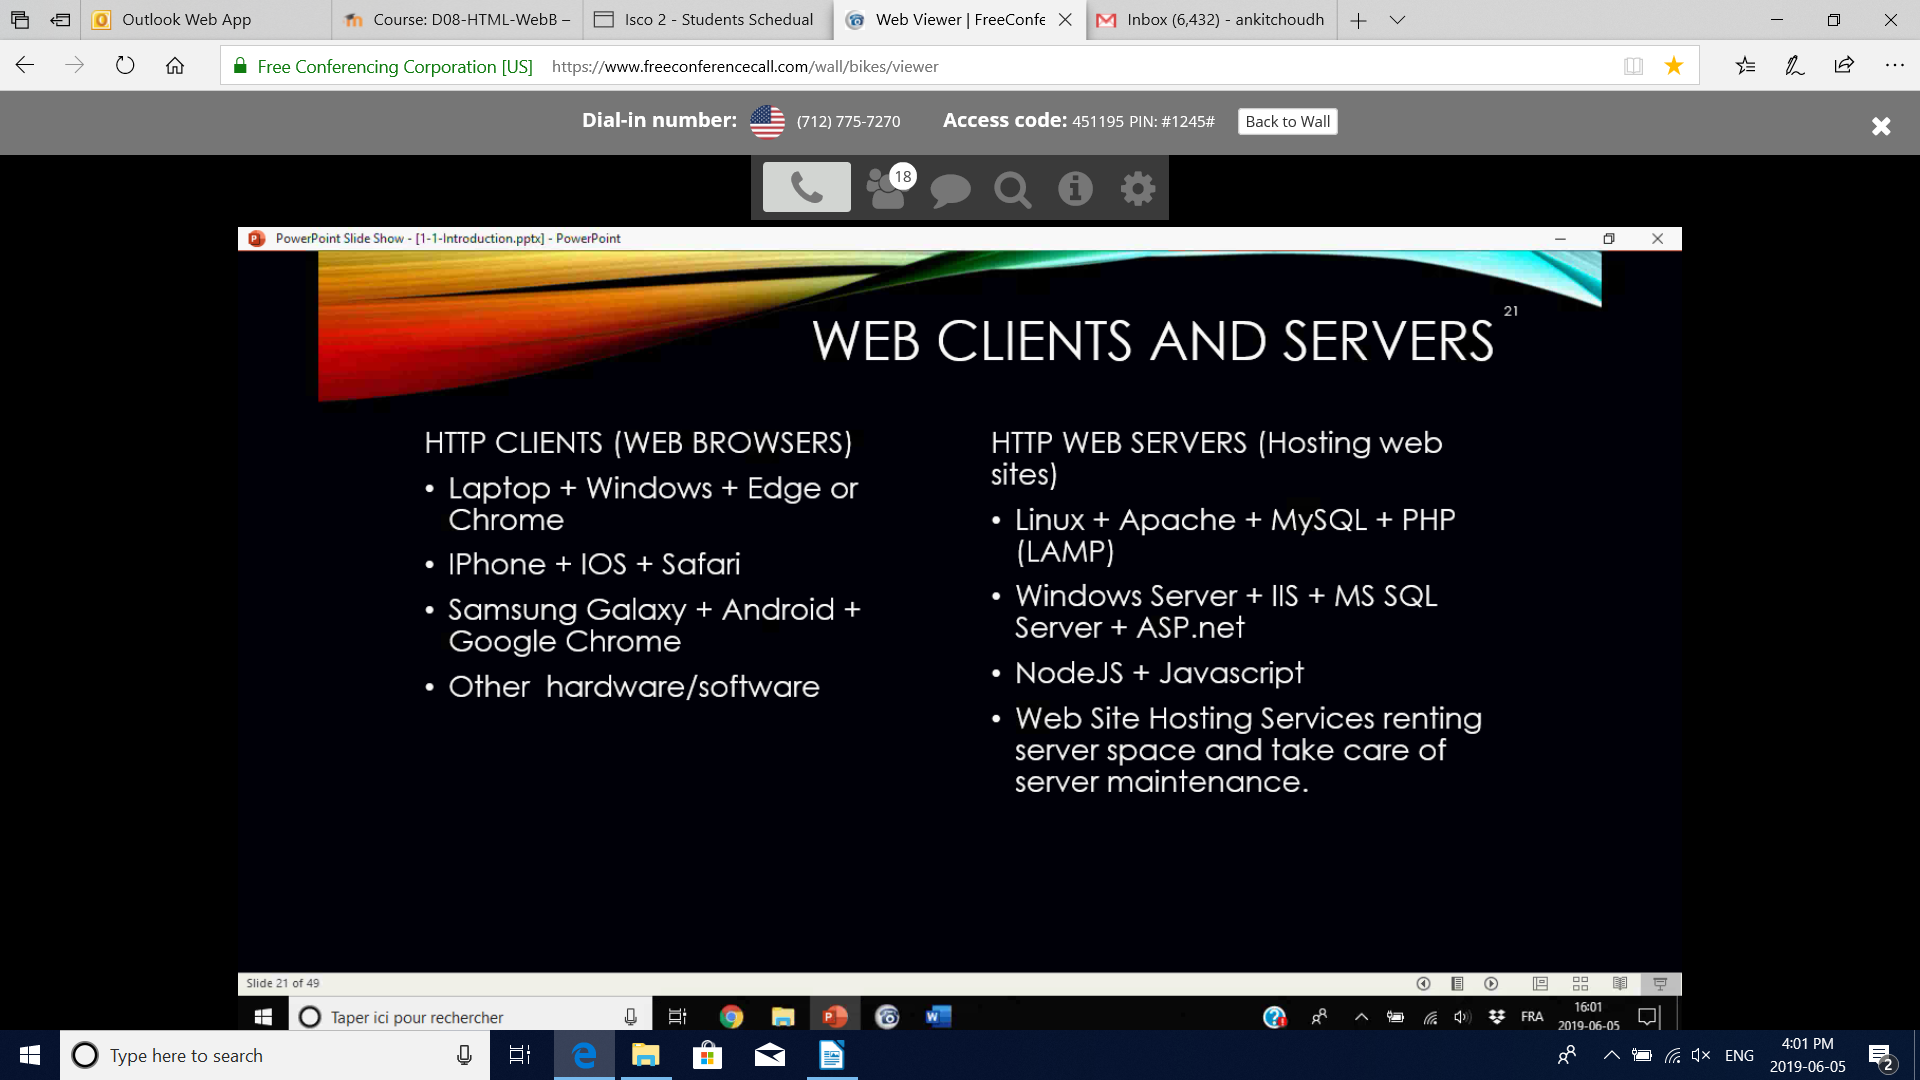 Outlook Web App
Course: D08-HTML-WebB –
Isco 2 - Students Schedual
Web Viewer | FreeConfe
Inbox (6,432) - ankitchoudh
Free Conferencing Corporation [US]
https://www.freeconferencecall.com/wall/bikes/viewer
Dial-in number: (712) 775-7270 Access code: 451195 PIN: #1245# Back to Wall
18
PowerPoint Slide Show - [1-1-Introduction.pptx] - PowerPoint
21
WEB CLIENTS AND SERVERS
HTTP CLIENTS (WEB BROWSERS)
• Laptop + Windows + Edge or
Chrome
• IPhone + IOS + Safari
• Samsung Galaxy + Android +
Google Chrome
• Other  hardware/software
HTTP WEB SERVERS (Hosting web
sites)
• Linux + Apache + MySQL + PHP
(LAMP)
• Windows Server + IIS + MS SQL
Server + ASP.net
• NodeJS + Javascript
• Web Site Hosting Services renting
server space and take care of
server maintenance.
Slide 21 of 49
Taper ici pour rechercher
FRA
16:01
2019-06-05
Type here to search
ENG
4:01 PM
2019-06-05
2